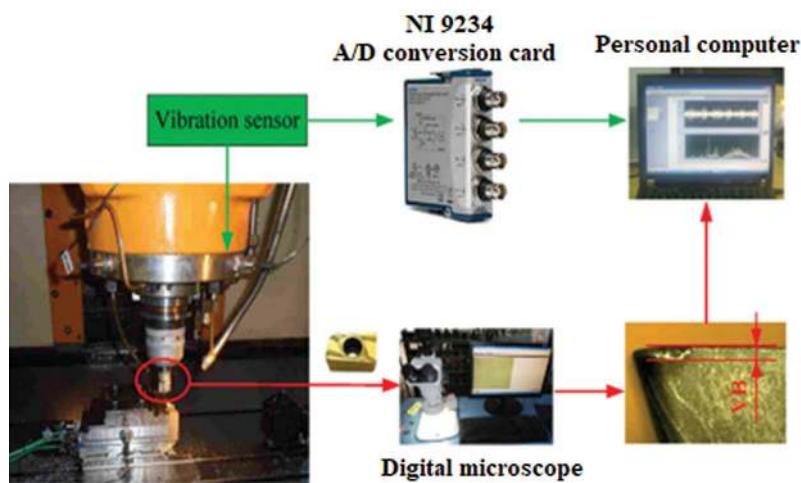 NI 9234
A/D conversion card
Personal computer
Vibration sensor
VB
Digital microscope